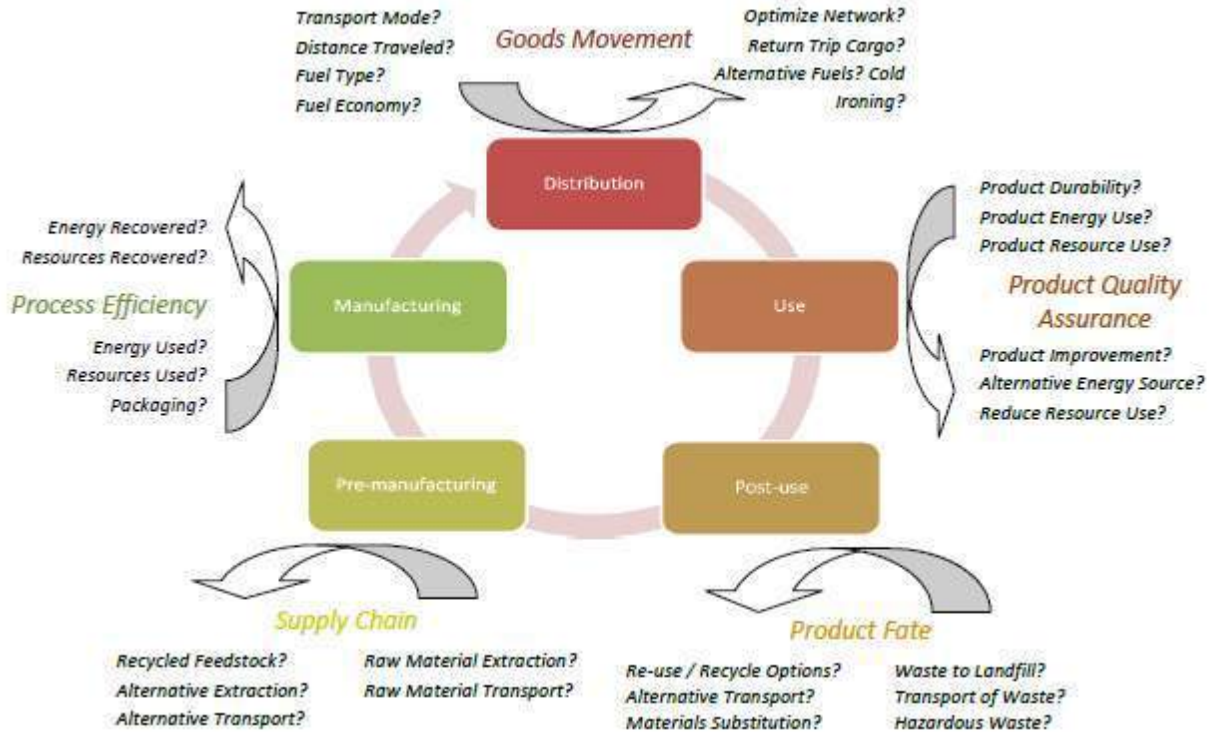 Transport Mode?
Distance Traveled?
Fuel Type?
Fuel Economy?
Goods Movement
Optimize Network?
Return Trip Cargo?
Alternative Fuels? Cold
Ironing?
Distribution
Energy Recovered?
Resources Recovered?
Process Efficiency
Energy Used?
Resources Used?
Packaging?
Manufacturing
Use
Product Durability?
Product Energy Use?
Product Resource Use?
Product Quality
Assurance
Product Improvement?
Alternative Energy Source?
Reduce Resource Use?
Pre-manufacturing
Post-use
Supply Chain
Recycled Feedstock?
Alternative Extraction?
Alternative Transport?
Raw Material Extraction?
Raw Material Transport?
Product Fate
Re-use / Recycle Options?
Alternative Transport?
Materials Substitution?
Waste to Landfill?
Transport of Waste?
Hazardous Waste?